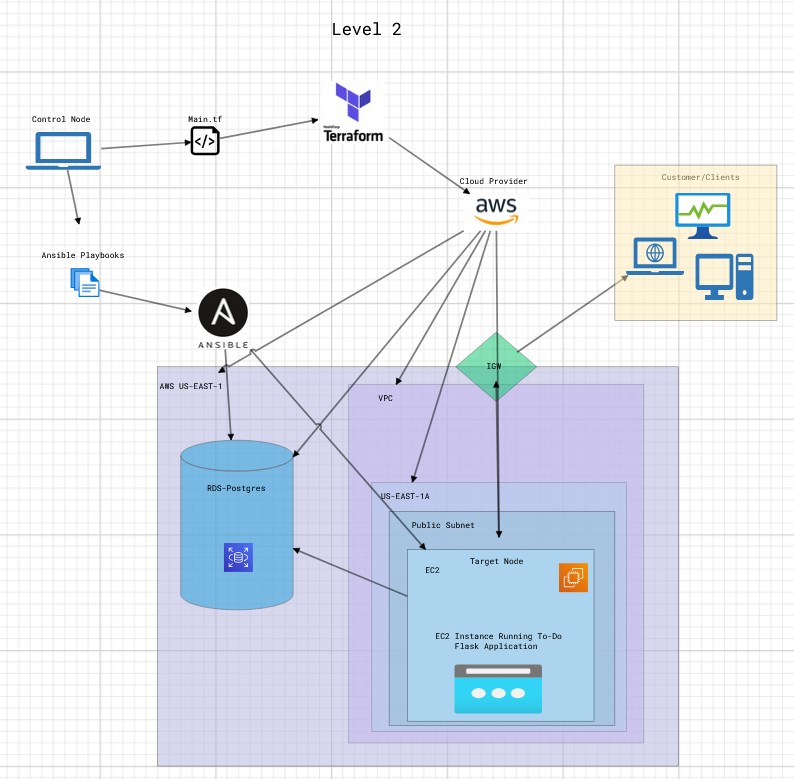 Level 2
Control Node
Main.tf
HashiCorp
Terraform
</>
Cloud Provider
aws
Customer/Clients
Ansible Playbooks
A
ANSIBLE
IGW
AWS US-EAST-1
VPC
RDS-Postgres
US-EAST-1A
Public Subnet
Target Node
EC2
EC2 Instance Running To-Do
Flask Application